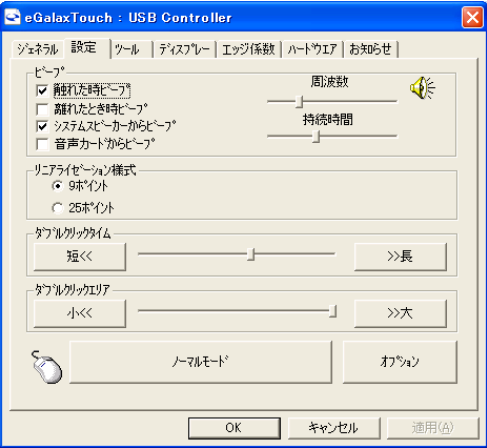 eGalaxTouch : USB Controller
ジェネラル 設定 ツール ディスプレー エッジ係数 ハードウエア お知らせ
ビープ
触れた時ビープ
離れたとき時ビープ
システムスピーカーからビープ
音声カードからビープ
周波数
持続時間
リニアライゼーション様式
9ポイント
25ポイント
ダブルクリックタイム
短<< >>長
ダブルクリックエリア
小<< >>大
ノーマルモード オプション
OK キャンセル 適用(A)